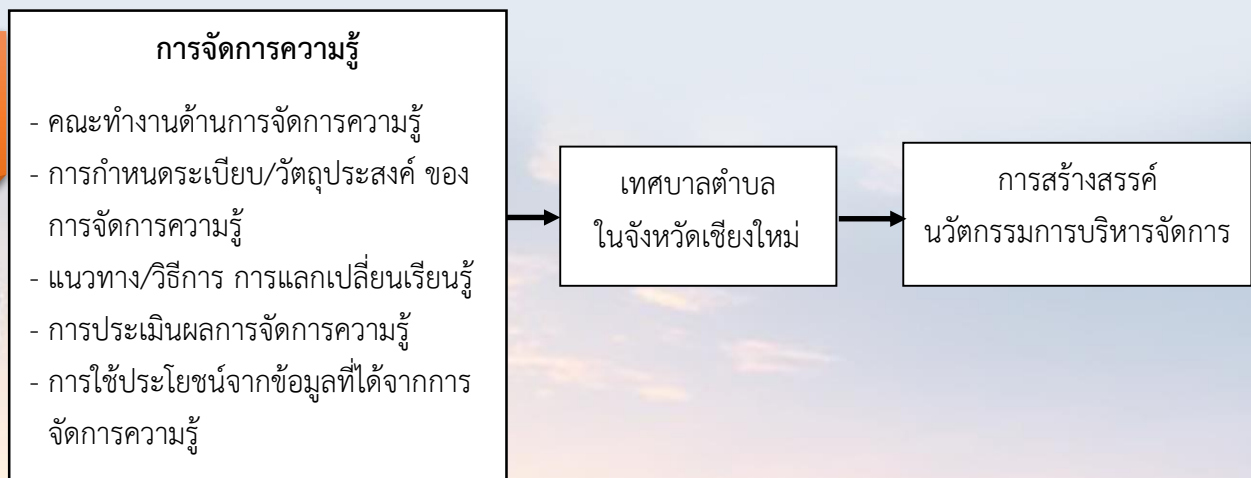 การจัดการความรู้
- คณะทำงานด้านการจัดการความรู้
- การกำหนดระเบียบ/วัตถุประสงค์ ของ
การจัดการความรู้
- แนวทาง/วิธีการ การแลกเปลี่ยนเรียนรู้
- การประเมินผลการจัดการความรู้
- การใช้ประโยชน์จากข้อมูลที่ได้จากการ
จัดการความรู้
เทศบาลตำบล
ในจังหวัดเชียงใหม่
การสร้างสรรค์
นวัตกรรมการบริหารจัดการ